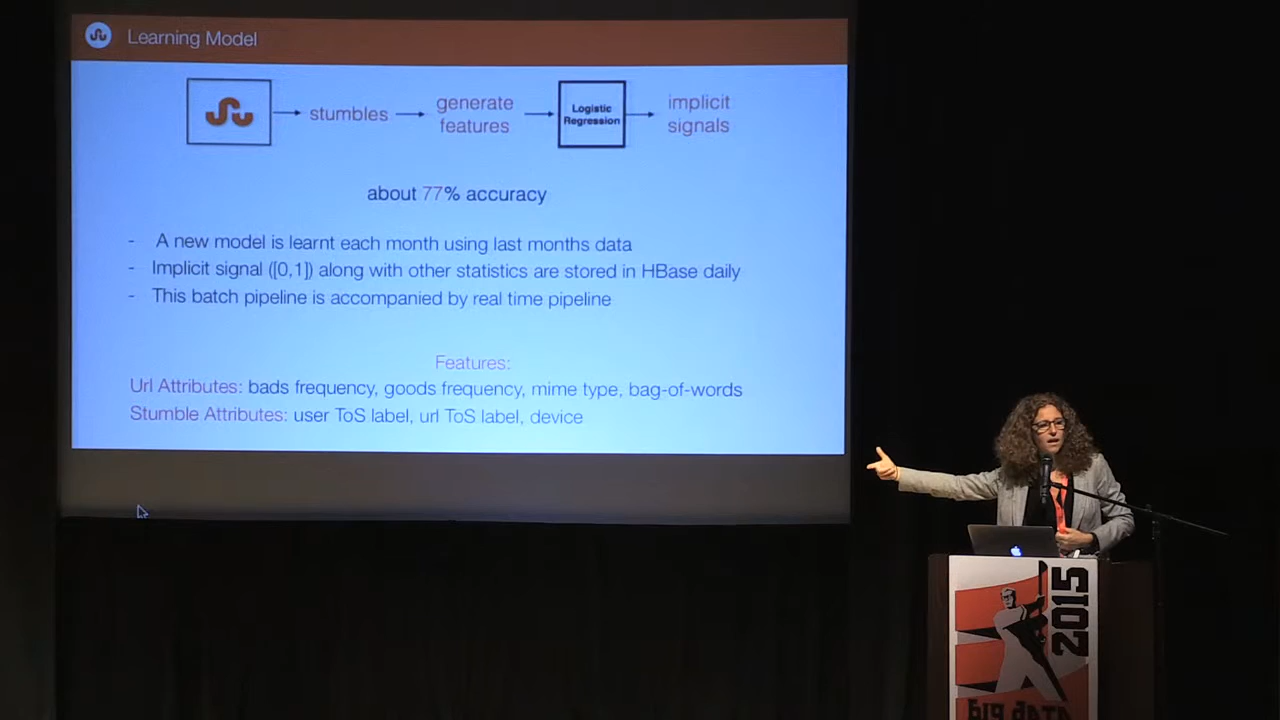 Learning Model
stumbles
generate
features
Logistic
Regression
implicit
signals
about 77% accuracy
- A new model is learnt each month using last months data
- Implicit signal ([0,1]) along with other statistics are stored in HBase daily
- This batch pipeline is accompanied by real time pipeline
Features:
Url Attributes: bads frequency, goods frequency, mime type, bag-of-words
Stumble Attributes: user ToS label, url ToS label, device
2015
big data